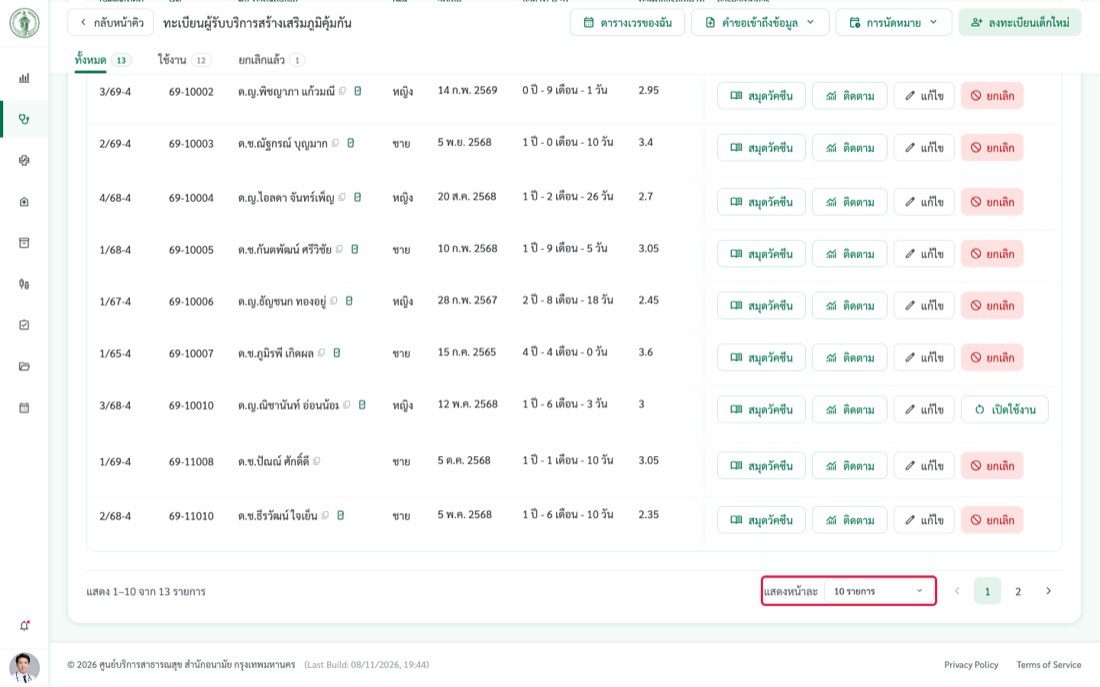 กลับหน้าคิว ทะเบียนผู้รับบริการสร้างเสริมภูมิคุ้มกัน ตารางเวรของฉัน คำขอเข้าถึงข้อมูล การนัดหมาย ลงทะเบียนเด็กใหม่
ทั้งหมด 13 ใช้งาน 12 ยกเลิกแล้ว 1
3/69-4 69-10002 ด.ญ.พิชญาภา แก้วมณี หญิง 14 ก.พ. 2569 0 ปี - 9 เดือน - 1 วัน 2.95 สมุดวัคซีน ติดตาม แก้ไข ยกเลิก
2/69-4 69-10003 ด.ช.ณัฐกรณ์ บุญมาก ชาย 5 พ.ย. 2568 1 ปี - 0 เดือน - 10 วัน 3.4 สมุดวัคซีน ติดตาม แก้ไข ยกเลิก
4/68-4 69-10004 ด.ญ.ไอลดา จันทร์เพ็ญ หญิง 20 ส.ค. 2568 1 ปี - 2 เดือน - 26 วัน 2.7 สมุดวัคซีน ติดตาม แก้ไข ยกเลิก
1/68-4 69-10005 ด.ช.กันตพัฒน์ ศรีวิชัย ชาย 10 ก.พ. 2568 1 ปี - 9 เดือน - 5 วัน 3.05 สมุดวัคซีน ติดตาม แก้ไข ยกเลิก
1/67-4 69-10006 ด.ญ.ธัญชนก ทองอยู่ หญิง 28 ก.พ. 2567 2 ปี - 8 เดือน - 18 วัน 2.45 สมุดวัคซีน ติดตาม แก้ไข ยกเลิก
1/65-4 69-10007 ด.ช.ภูมิรพี เกิดผล ชาย 15 ก.ค. 2565 4 ปี - 4 เดือน - 0 วัน 3.6 สมุดวัคซีน ติดตาม แก้ไข ยกเลิก
3/68-4 69-10010 ด.ญ.ณิชานันท์ อ่อนน้อม หญิง 12 พ.ค. 2568 1 ปี - 6 เดือน - 3 วัน 3 สมุดวัคซีน ติดตาม แก้ไข เปิดใช้งาน
1/69-4 69-11008 ด.ช.ปัณณ์ ศักดิ์ดี ชาย 5 ต.ค. 2568 1 ปี - 1 เดือน - 10 วัน 3.05 สมุดวัคซีน ติดตาม แก้ไข ยกเลิก
2/68-4 69-11010 ด.ช.ธีรวัฒน์ ใจเย็น ชาย 5 พ.ค. 2568 1 ปี - 6 เดือน - 10 วัน 2.35 สมุดวัคซีน ติดตาม แก้ไข ยกเลิก
แสดง 1–10 จาก 13 รายการ แสดงหน้าละ 10 รายการ 1 2
© 2026 ศูนย์บริการสาธารณสุข สำนักอนามัย กรุงเทพมหานคร (Last Build: 08/11/2026, 19:44) Privacy Policy Terms of Service